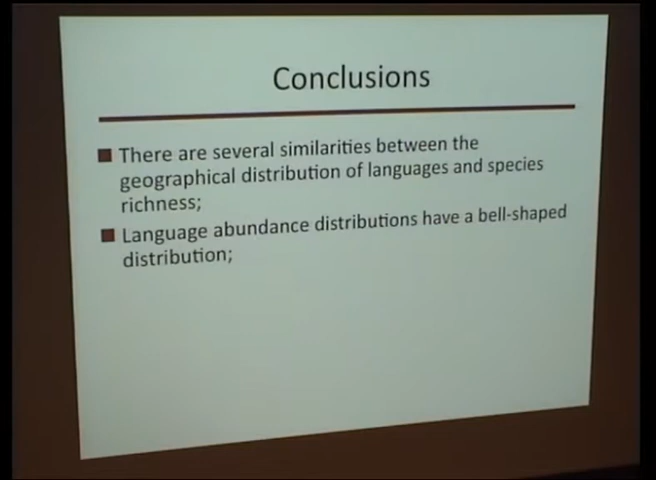 Conclusions
There are several similarities between the
geographical distribution of languages and species
richness;
Language abundance distributions have a bell-shaped
distribution;